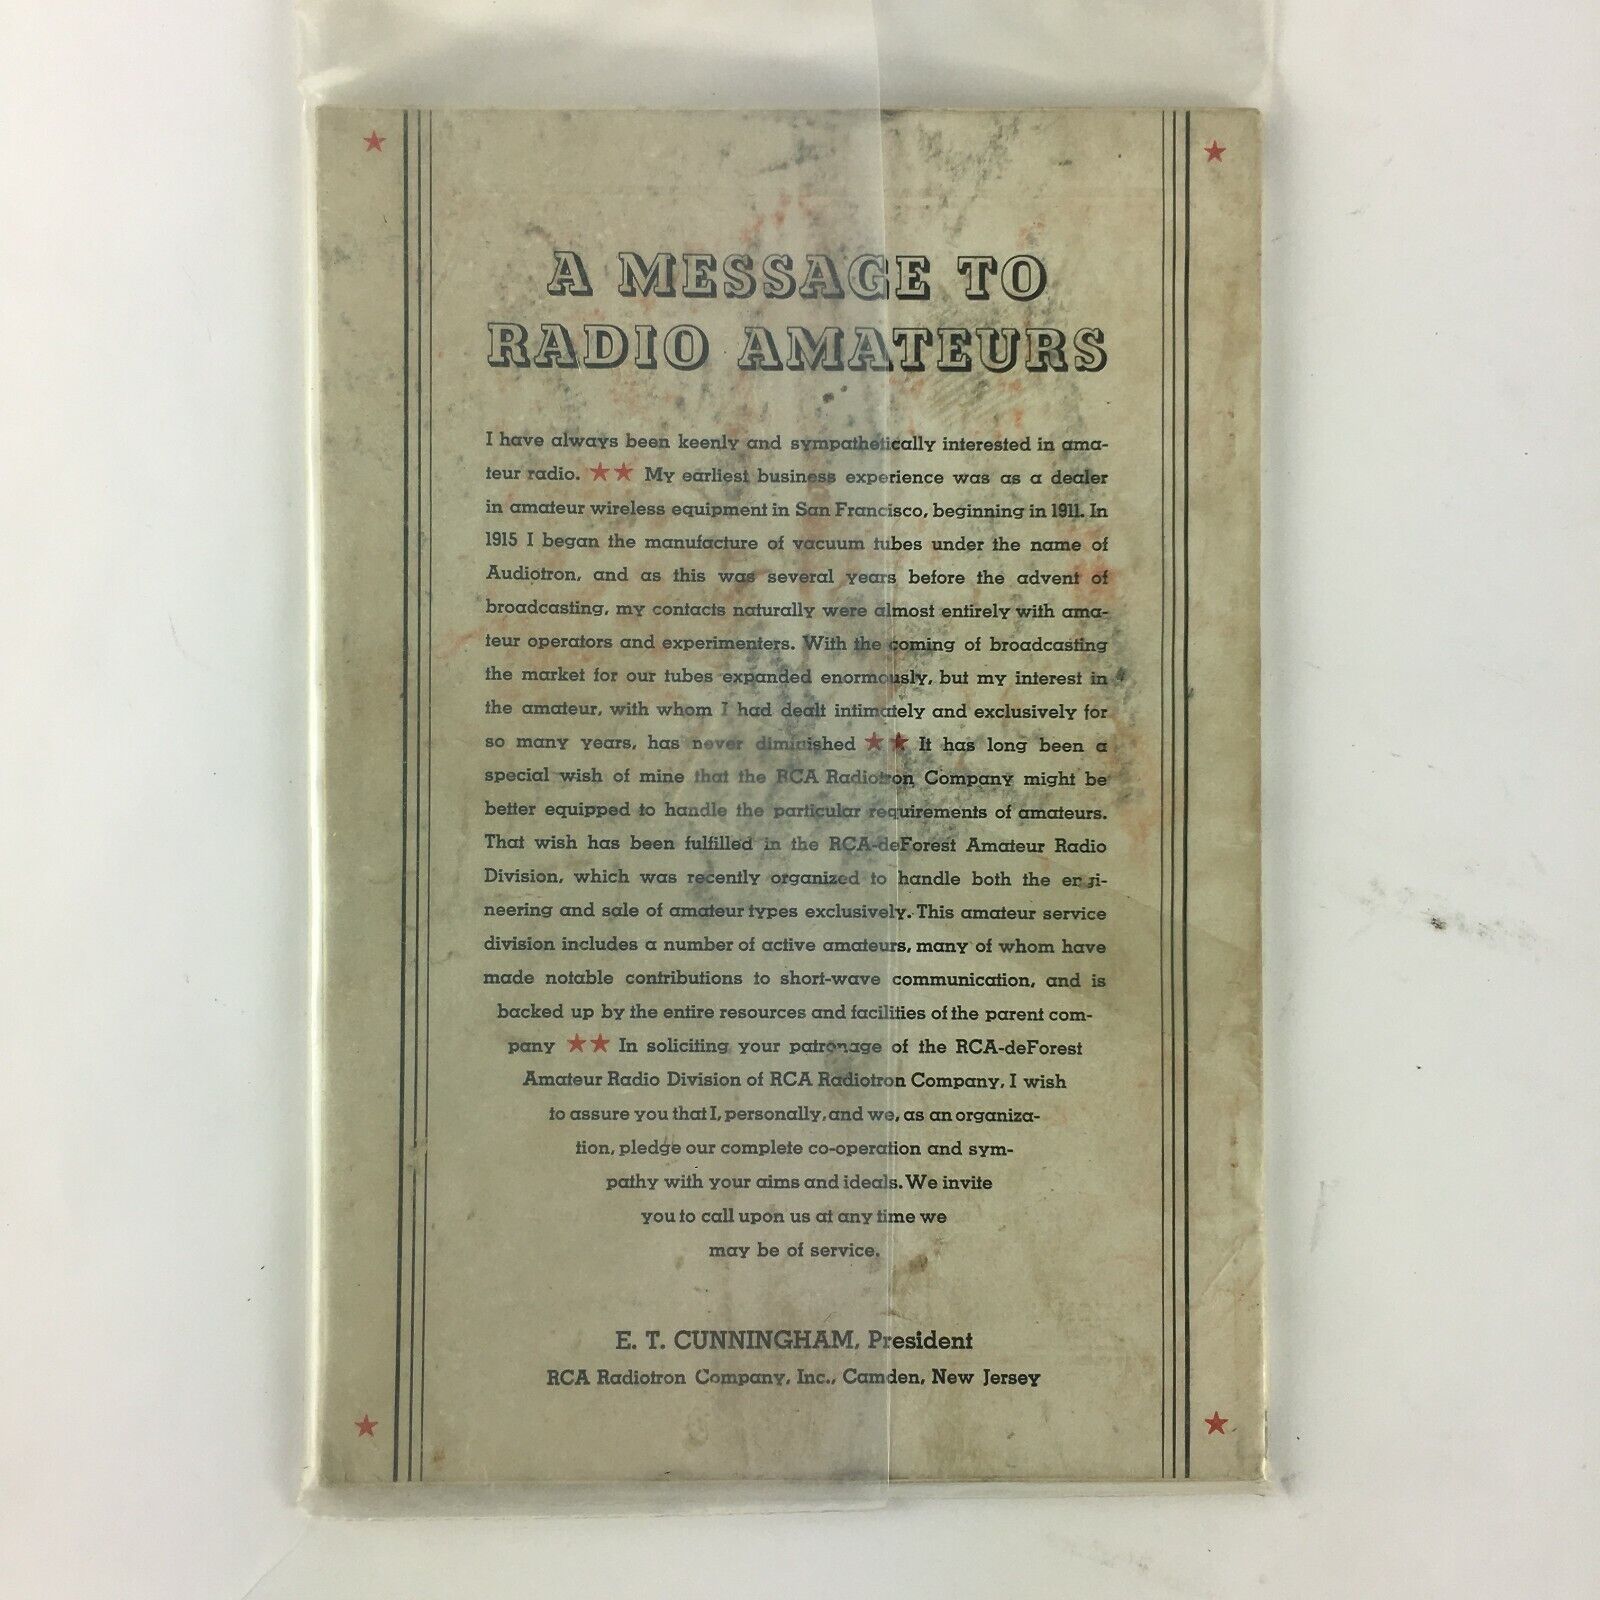 A MESSAGE TO
RADIO AMATEURS
I have always been keenly and sympathetically interested in ama-
teur radio. ★★ My earliest business experience was as a dealer
in amateur wireless equipment in San Francisco, beginning in 1911. In
1915 I began the manufacture of vacuum tubes under the name of
Audiotron, and as this was several years before the advent of
broadcasting, my contacts naturally were almost entirely with ama-
teur operators and experimenters. With the coming of broadcasting
the market for our tubes expanded enormously, but my interest in
the amateur, with whom I had dealt intimately and exclusively for
so many years, has never diminished ★★ It has long been a
special wish of mine that the RCA Radiotron Company might be
better equipped to handle the particular requirements of amateurs.
That wish has been fulfilled in the RCA-deForest Amateur Radio
Division, which was recently organized to handle both the engi-
neering and sale of amateur types exclusively. This amateur service
division includes a number of active amateurs, many of whom have
made notable contributions to short-wave communication, and is
backed up by the entire resources and facilities of the parent com-
pany ★★ In soliciting your patronage of the RCA-deForest
Amateur Radio Division of RCA Radiotron Company, I wish
to assure you that I, personally, and we, as an organiza-
tion, pledge our complete co-operation and sym-
pathy with your aims and ideals. We invite
you to call upon us at any time we
may be of service.
E. T. CUNNINGHAM, President
RCA Radiotron Company, Inc., Camden, New Jersey